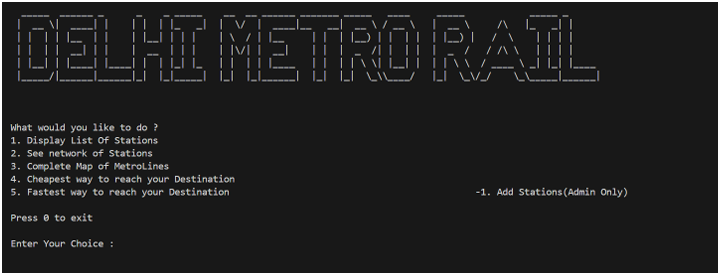 DELHI METRO RAIL
What would you like to do ?
1. Display List Of Stations
2. See network of Stations
3. Complete Map of MetroLines
4. Cheapest way to reach your Destination
5. Fastest way to reach your Destination -1. Add Stations(Admin Only)
Press 0 to exit
Enter Your Choice :